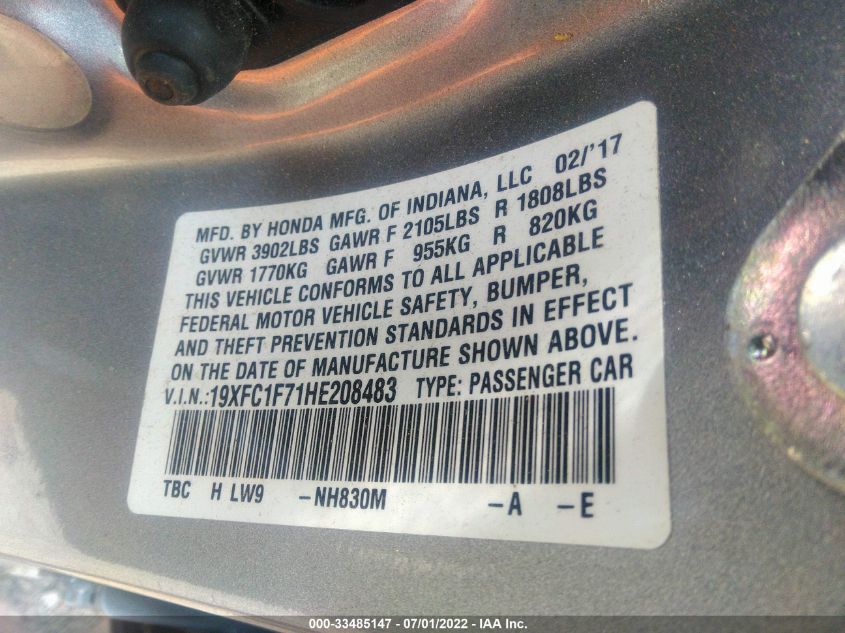 MFD. BY HONDA MFG. OF INDIANA, LLC 02/'17
GVWR 3902LBS GAWR F 2105LBS R 1808LBS
GVWR 1770KG GAWR F 955KG R 820KG
THIS VEHICLE CONFORMS TO ALL APPLICABLE
FEDERAL MOTOR VEHICLE SAFETY, BUMPER,
AND THEFT PREVENTION STANDARDS IN EFFECT
ON THE DATE OF MANUFACTURE SHOWN ABOVE.
V.I.N.:19XFC1F71HE208483 TYPE: PASSENGER CAR
TBC H LW9 -NH830M -A -E
000-33485147 - 07/01/2022 - IAA Inc.